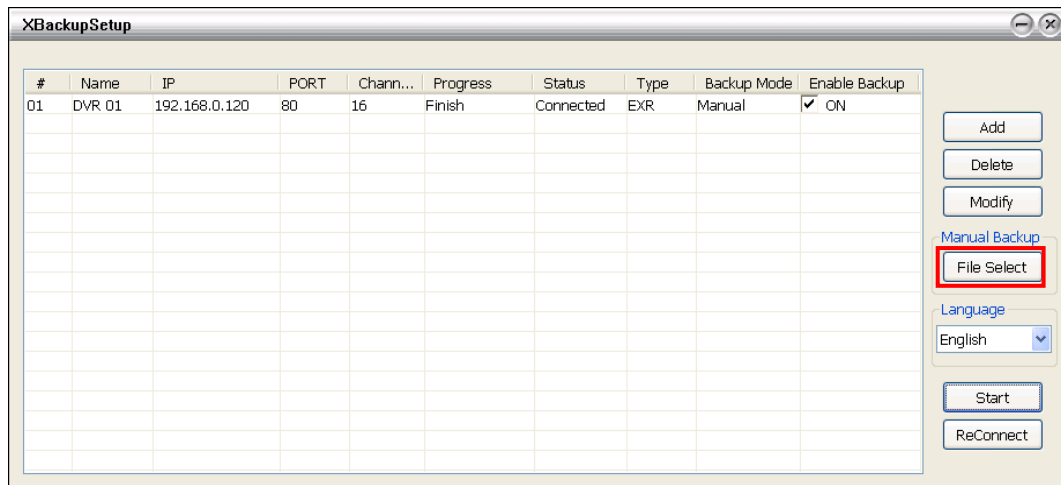 XBackupSetup
# Name IP PORT Chann... Progress Status Type Backup Mode Enable Backup
01 DVR 01 192.168.0.120 80 16 Finish Connected EXR Manual ON
Add
Delete
Modify
Manual Backup
File Select
Language
English
Start
ReConnect